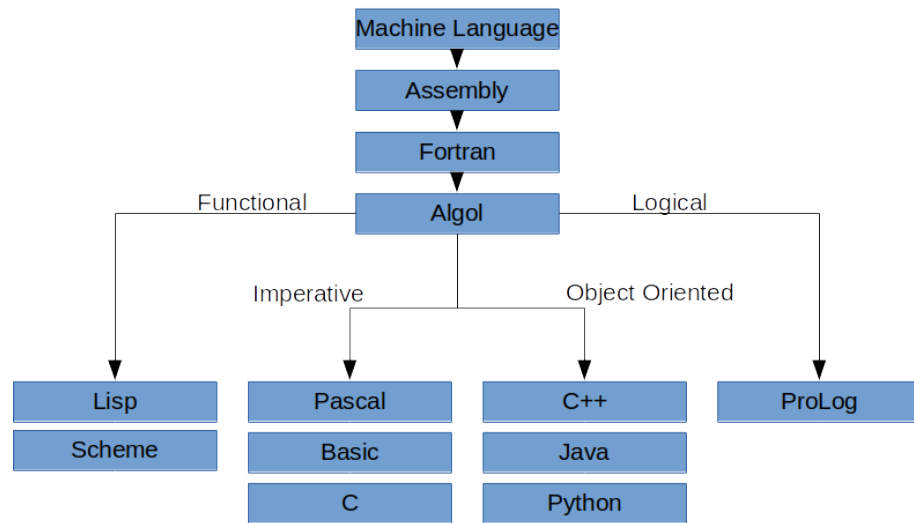 Machine Language
Assembly
Fortran
Functional
Algol
Logical
Imperative
Object Oriented
Lisp
Pascal
C++
ProLog
Scheme
Basic
Java
C
Python